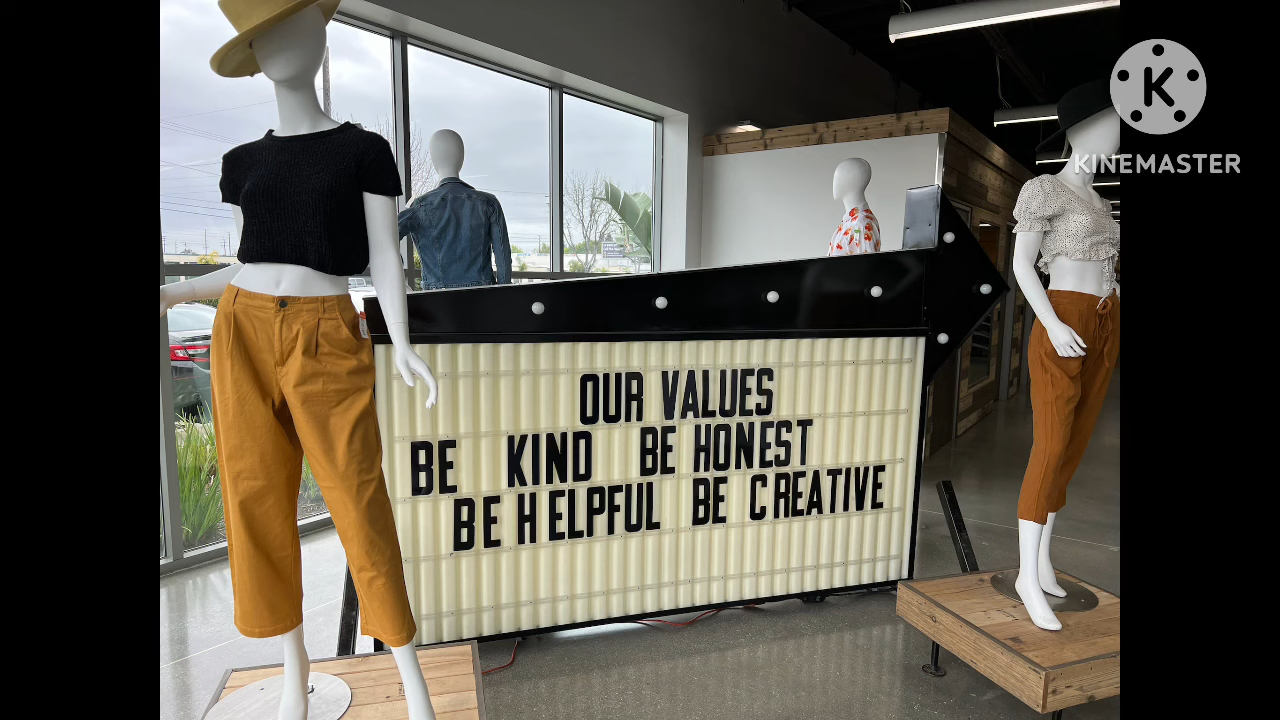 K
KINEMASTER
OUR VALUES
BE KIND BE HONEST
BE HELPFUL BE CREATIVE